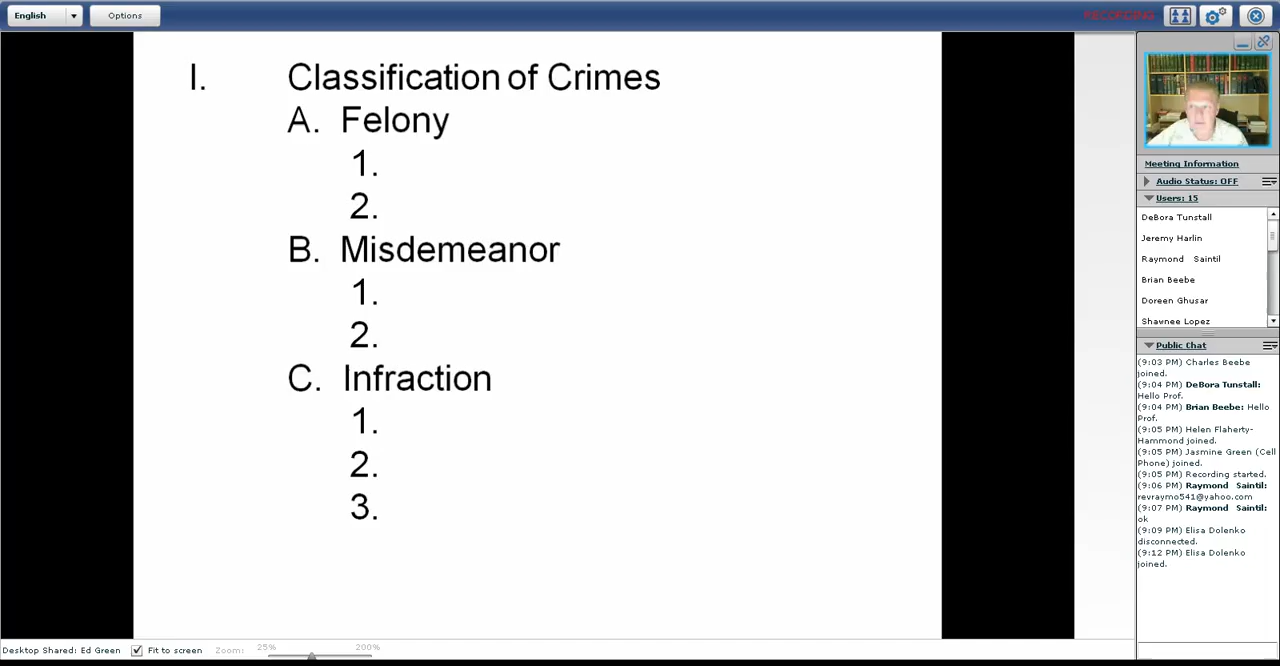 English
Options
RECORDING
I. Classification of Crimes
A. Felony
1.
2.
B. Misdemeanor
1.
2.
C. Infraction
1.
2.
3.
Meeting Information
Audio Status: OFF
Users: 15
DeBora Tunstall
Jeremy Harlin
Raymond Saintil
Brian Beebe
Doreen Ghusar
Shawnee Lopez
Public Chat
(9:03 PM) Charles Beebe
joined.
(9:04 PM) DeBora Tunstall:
Hello Prof.
(9:04 PM) Brian Beebe: Hello
Prof.
(9:05 PM) Helen Flaherty-
Hammond joined.
(9:05 PM) Jasmine Green (Cell
Phone) joined.
(9:05 PM) Recording started.
(9:06 PM) Raymond Saintil:
revraymo541@yahoo.com
(9:07 PM) Raymond Saintil:
ok
(9:09 PM) Elisa Dolenko
disconnected.
(9:12 PM) Elisa Dolenko
joined.
Desktop Shared: Ed Green
Fit to screen
Zoom:
25%
200%